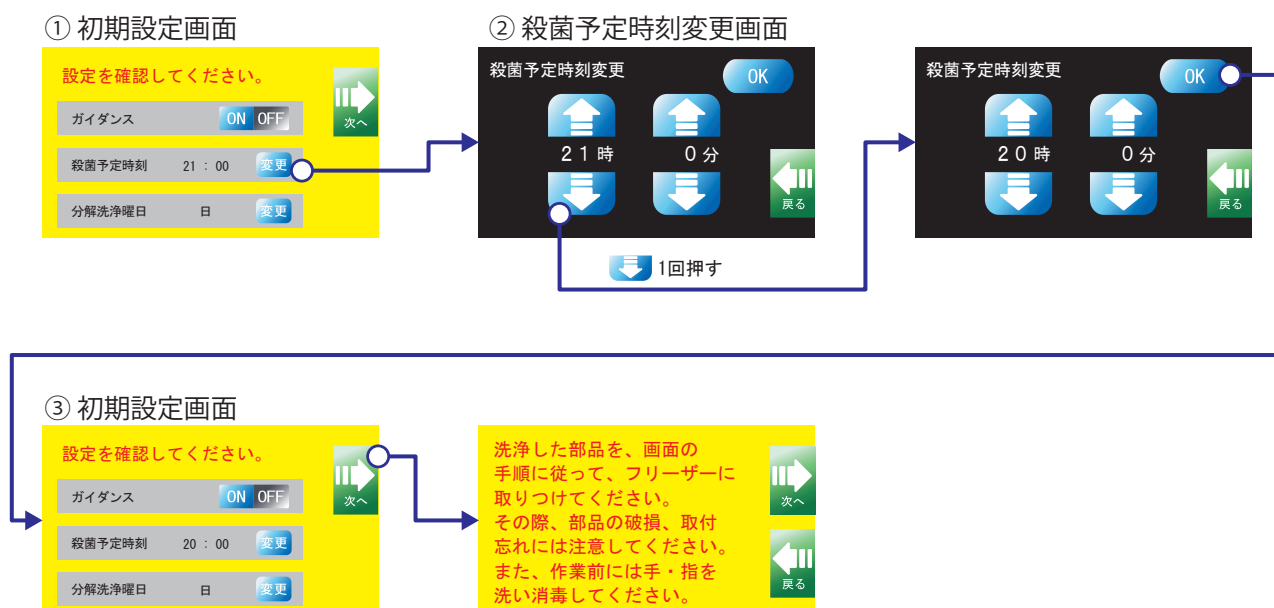 ① 初期設定画面
設定を確認してください。
次へ
ガイダンス ON OFF
殺菌予定時刻 21 : 00 変更
分解洗浄曜日 日 変更
② 殺菌予定時刻変更画面
殺菌予定時刻変更 OK
21時 0分
戻る
1回押す
殺菌予定時刻変更 OK
20時 0分
戻る
③ 初期設定画面
設定を確認してください。
次へ
ガイダンス ON OFF
殺菌予定時刻 20 : 00 変更
分解洗浄曜日 日 変更
洗浄した部品を、画面の
手順に従って、フリーザーに
取りつけてください。
その際、部品の破損、取付
忘れには注意してください。
また、作業前には手・指を
洗い消毒してください。
次へ
戻る